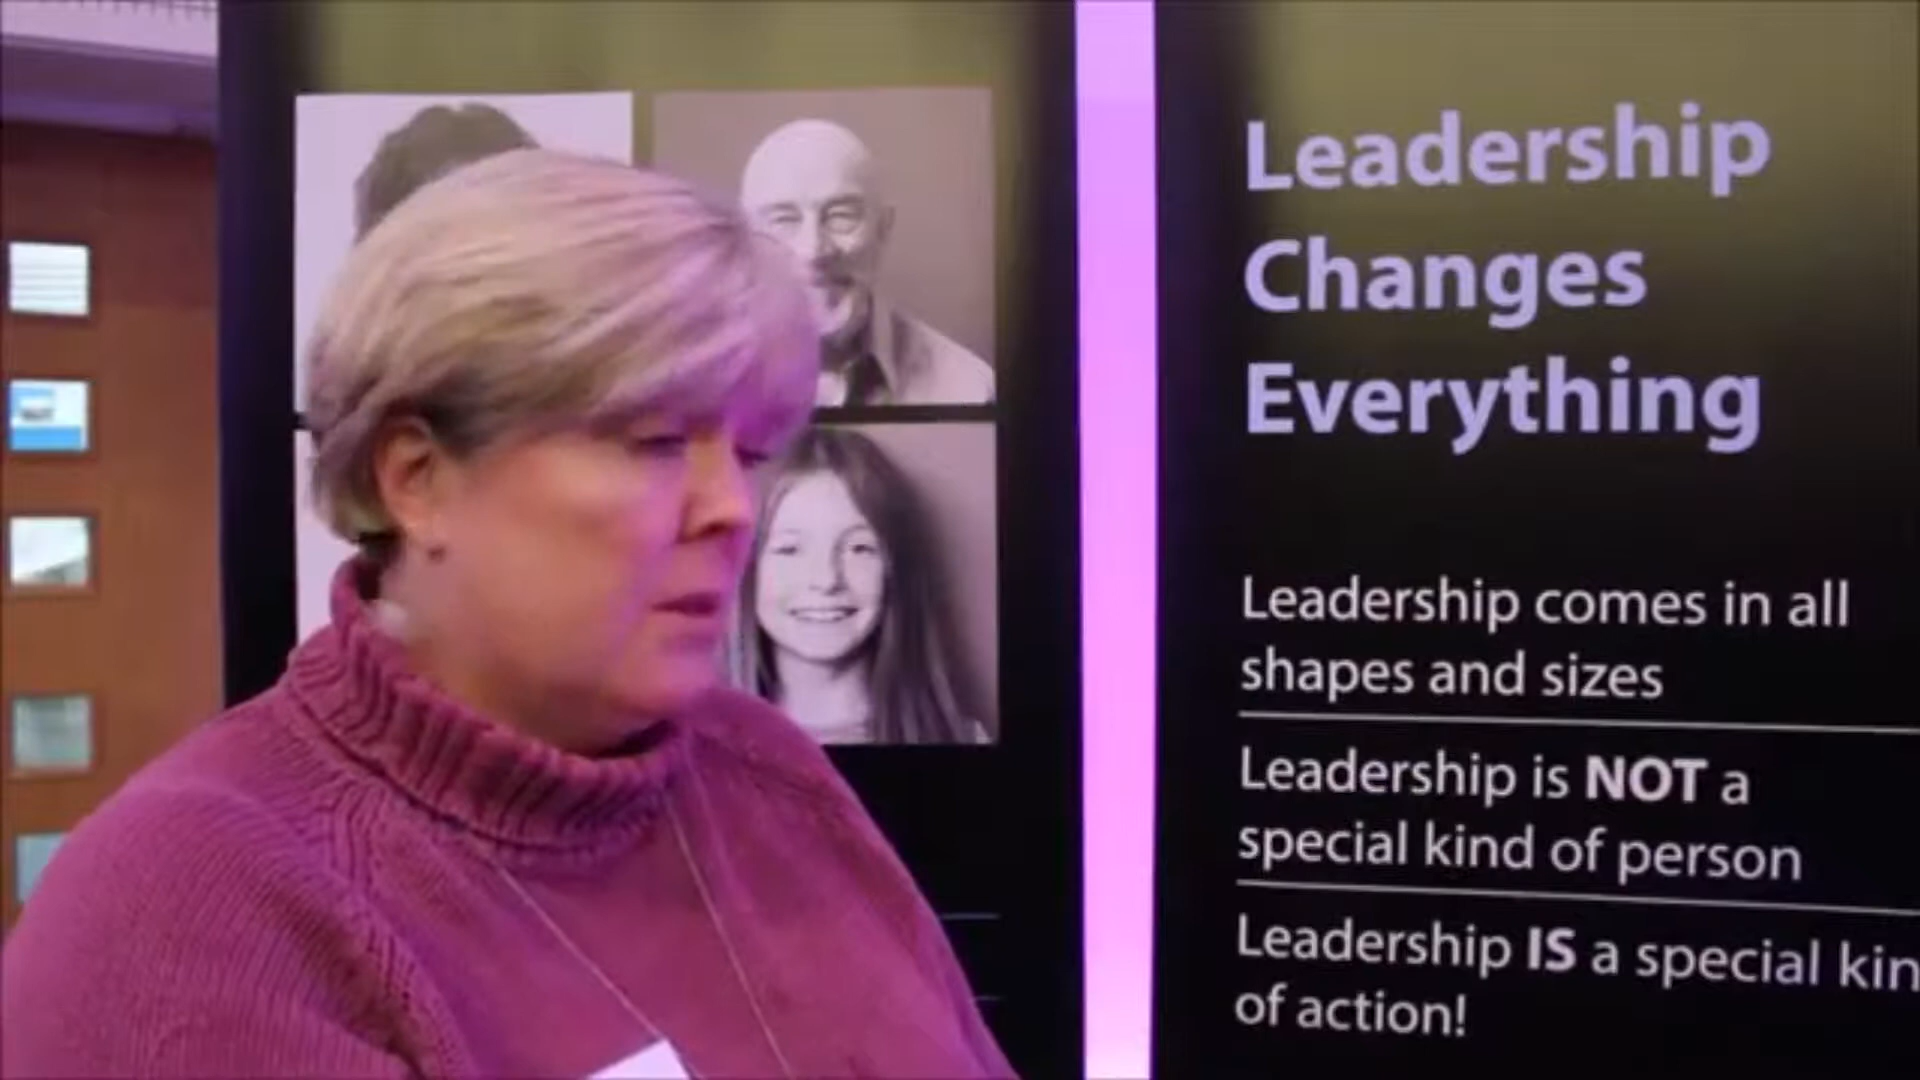 Leadership
Changes
Everything
Leadership comes in all
shapes and sizes
Leadership is NOT a
special kind of person
Leadership IS a special kin
of action!